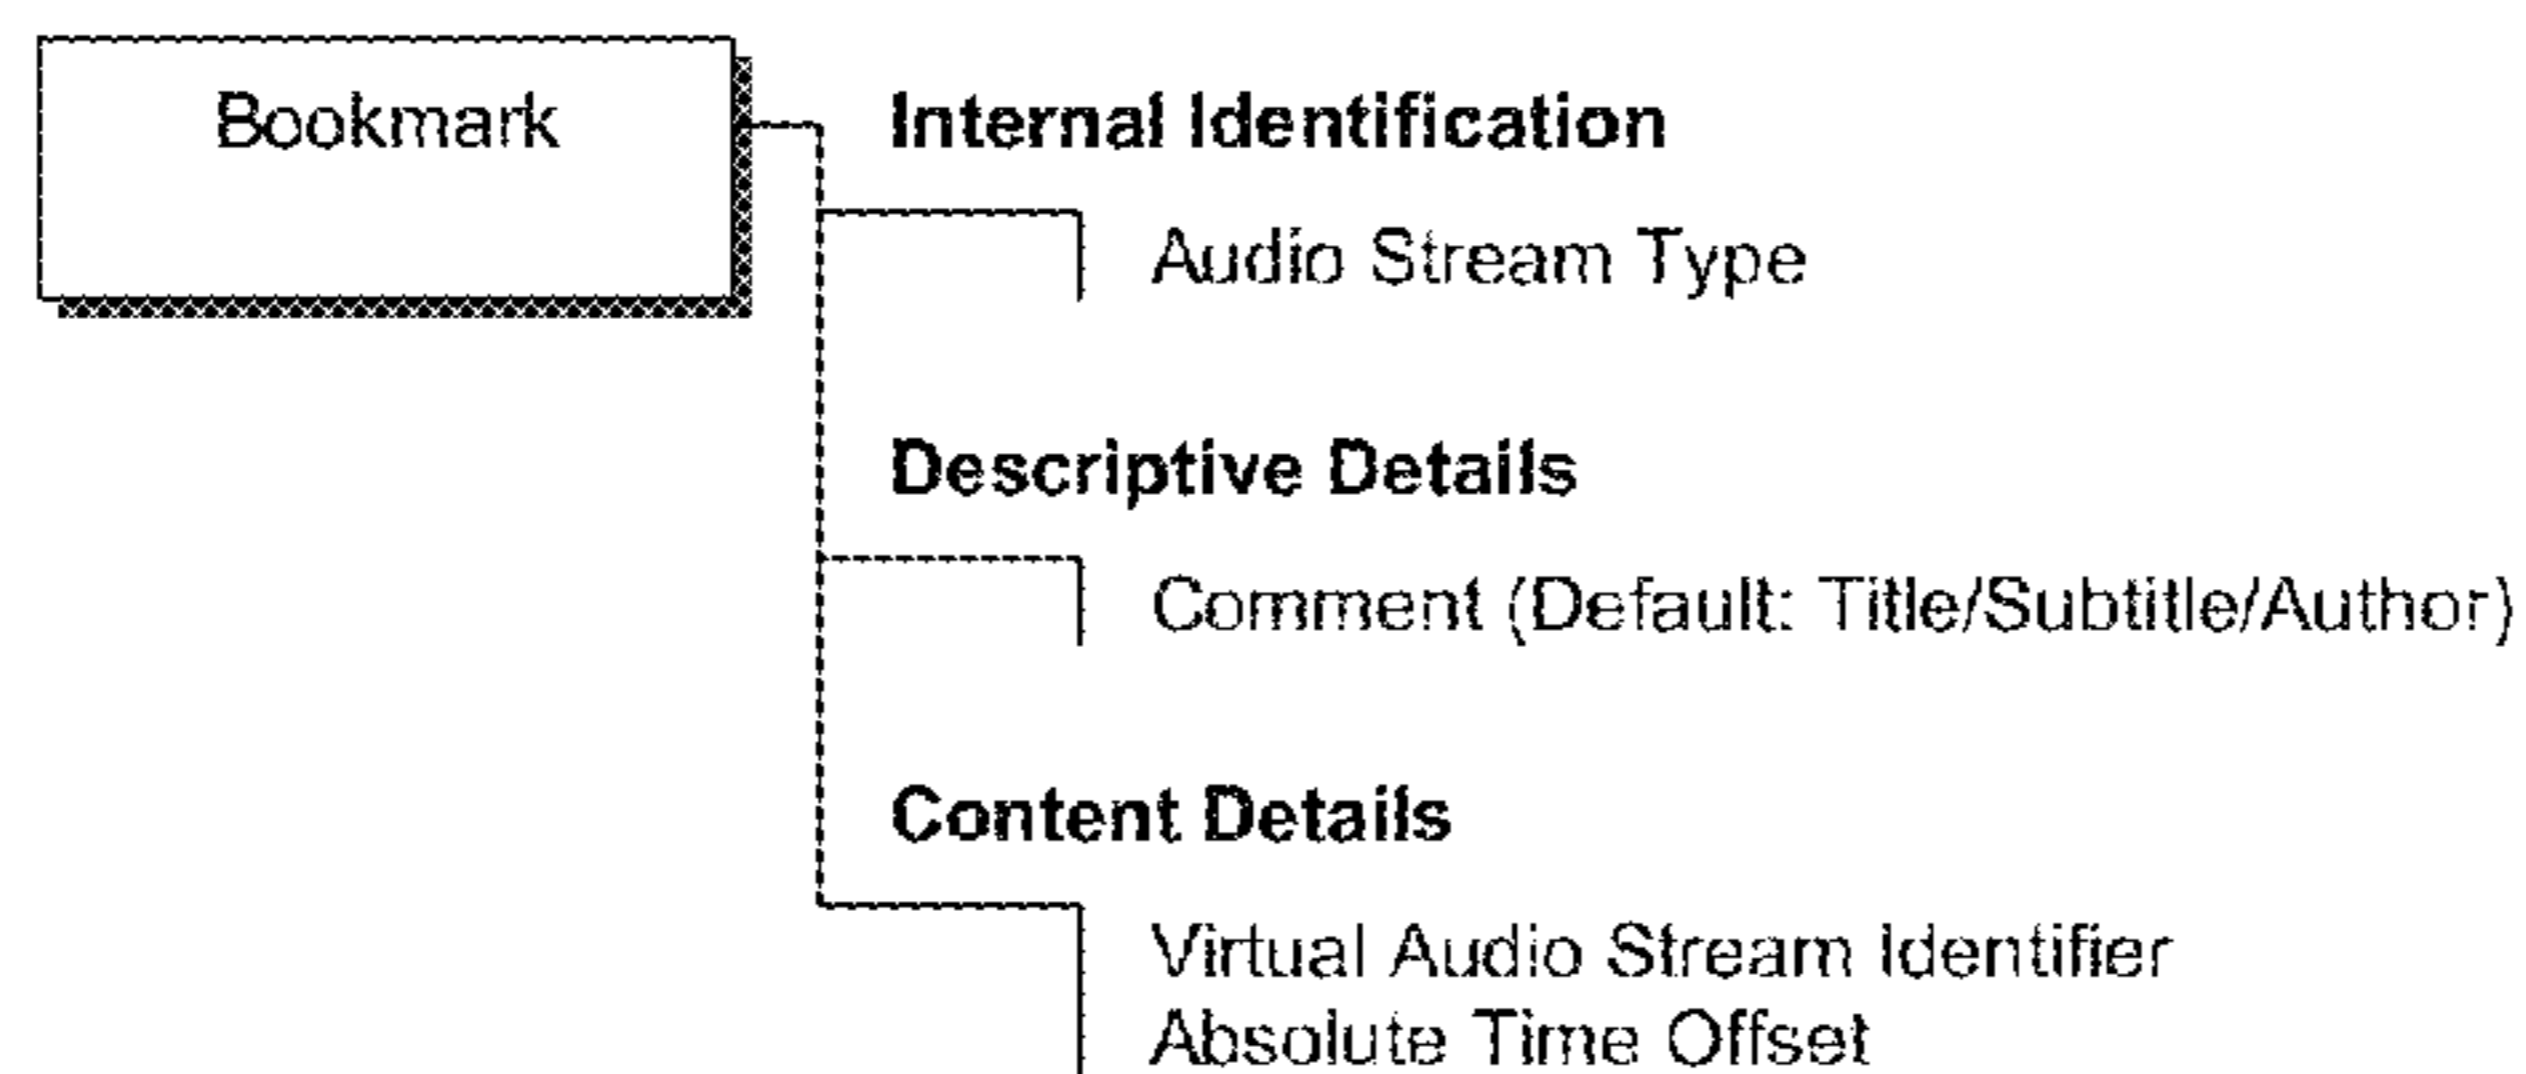 Bookmark
Internal Identification
Audio Stream Type
Descriptive Details
Comment (Default: Title/Subtitle/Author)
Content Details
Virtual Audio Stream Identifier
Absolute Time Offset